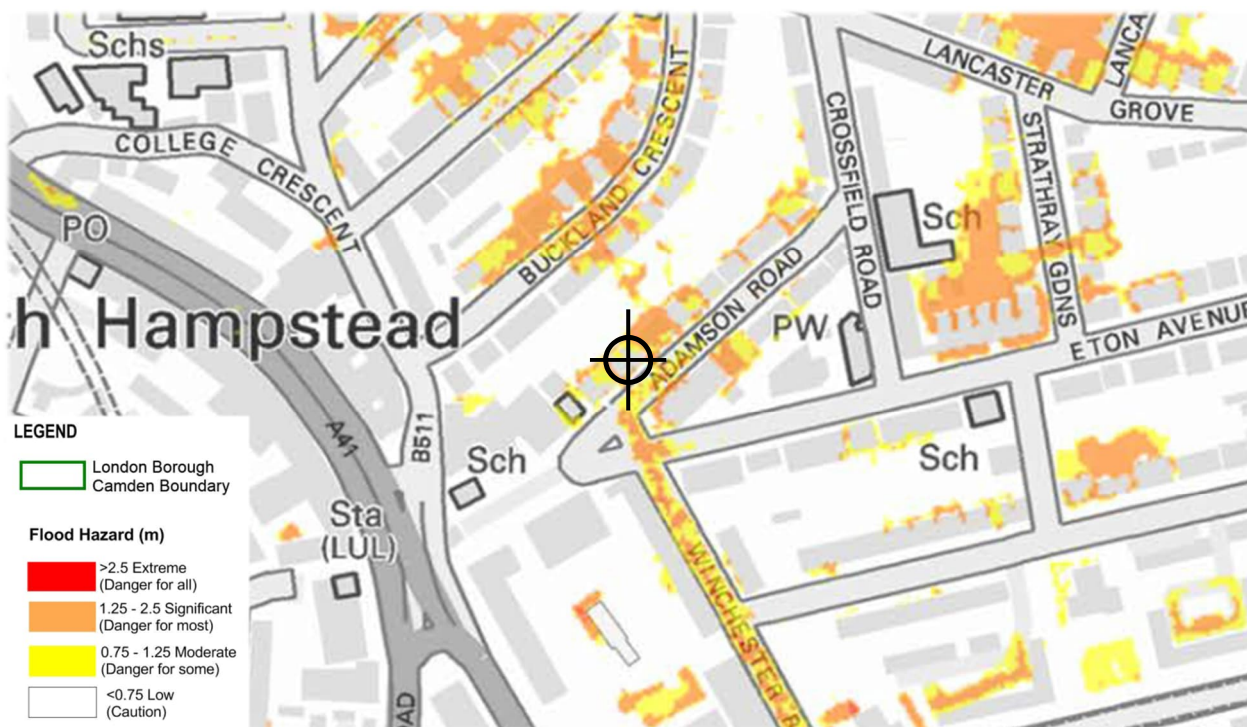 Schs
COLLEGE CRESCENT
PO
h Hampstead
BUCKLAND CRESCENT
LANCASTER GROVE
LANCA
STRATHRAY GDNS
CROSSFIELD ROAD
Sch
ADAMSON ROAD
PW
ETON AVENUE
A41
B511
Sch
Sch
Sta
(LUL)
WINCHESTER R
AD
LEGEND
London Borough
Camden Boundary
Flood Hazard (m)
>2.5 Extreme
(Danger for all)
1.25 - 2.5 Significant
(Danger for most)
0.75 - 1.25 Moderate
(Danger for some)
<0.75 Low
(Caution)